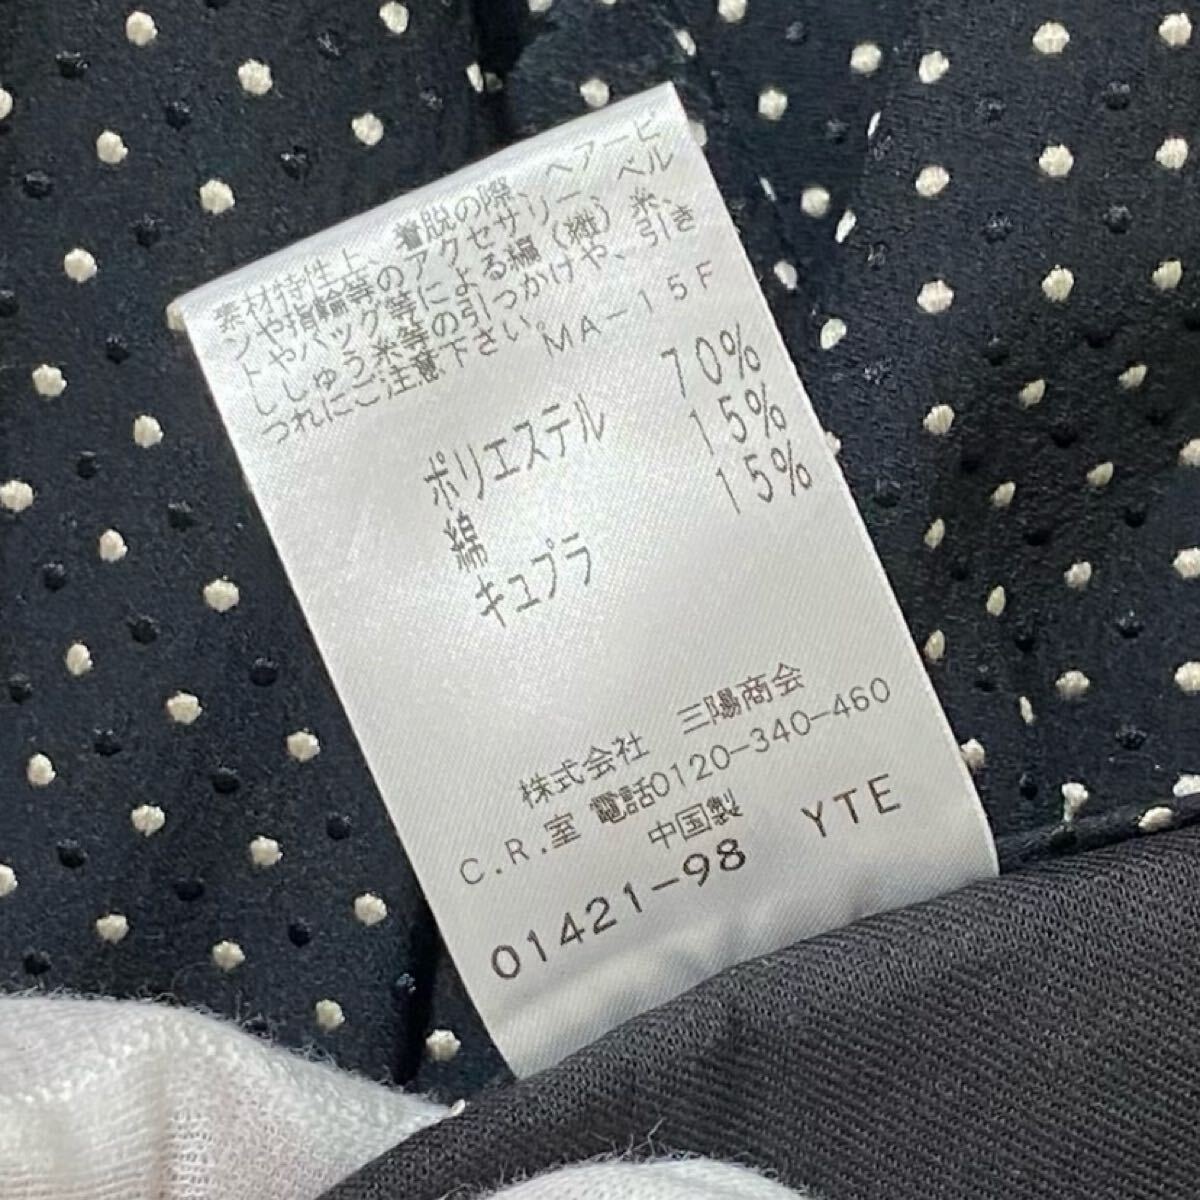 素材特性上、着脱の際、ヘアーピ
ンや指輪等のアクセサリー、ベル
トやバッグ等による編(織)糸、
ししゅう糸等の引っかけや、引き
つれにご注意下さい。
MA-15F
ポリエステル 70%
綿 15%
キュプラ 15%
株式会社 三陽商会
C.R.室 電話0120-340-460
中国製
01421-98 YTE